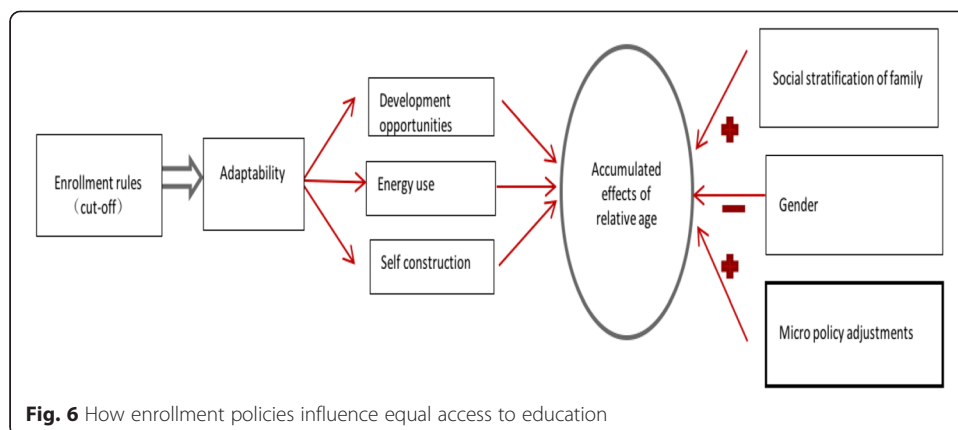 Enrollment rules
（cut-off）
Adaptability
Development
opportunities
Energy use
Self construction
Accumulated
effects of
relative age
Social stratification of family
Gender
Micro policy adjustments
Fig. 6 How enrollment policies influence equal access to education